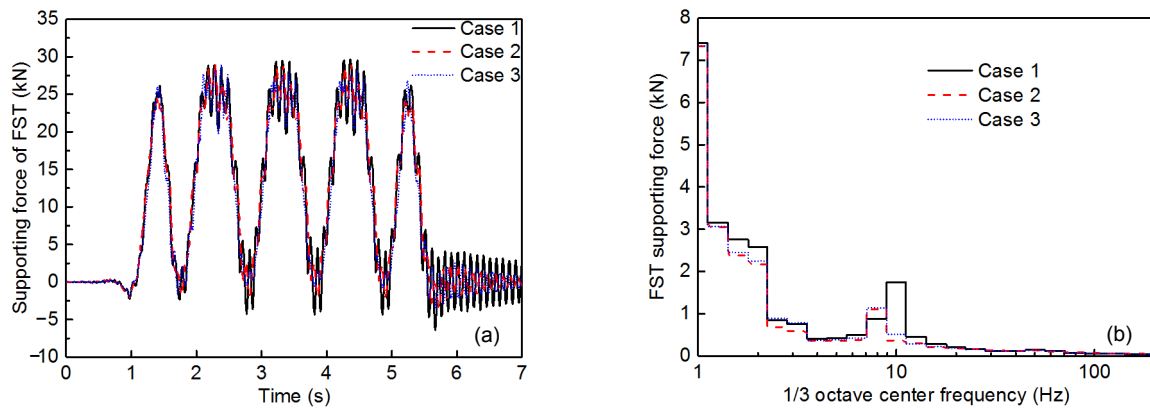 35
30
25
20
15
10
5
0
−5
−10
Supporting force of FST (kN)
Case 1
Case 2
Case 3
(a)
0 1 2 3 4 5 6 7
Time (s)
8
7
6
5
4
3
2
1
0
FST supporting force (kN)
Case 1
Case 2
Case 3
(b)
1 10 100
1/3 octave center frequency (Hz)